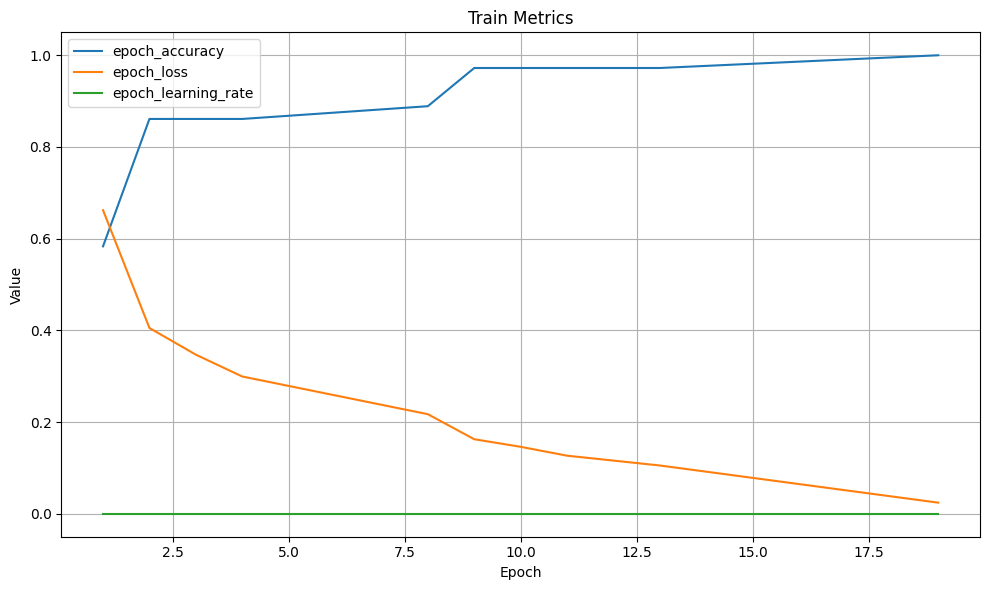 Train Metrics
epoch_accuracy
epoch_loss
epoch_learning_rate
Value
1.0
0.8
0.6
0.4
0.2
0.0
2.5 5.0 7.5 10.0 12.5 15.0 17.5
Epoch